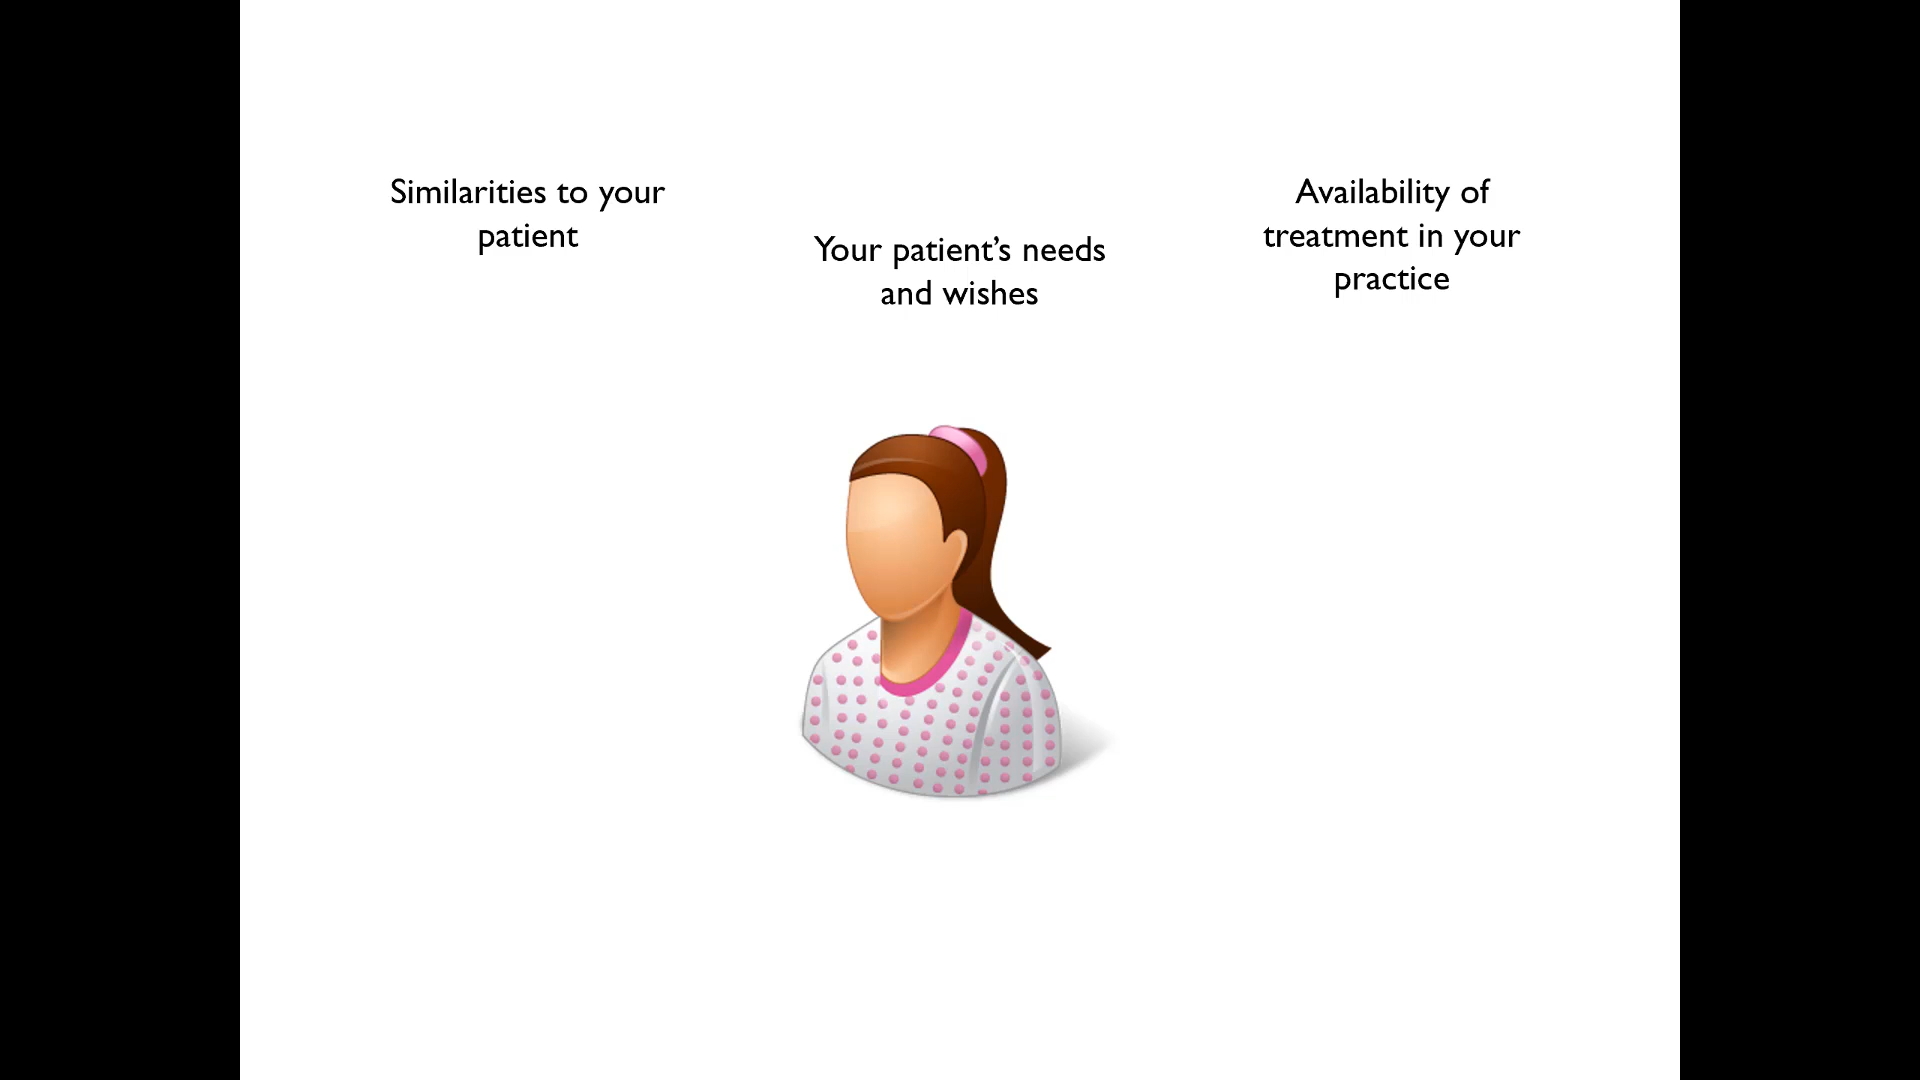 Similarities to your
patient
Your patient’s needs
and wishes
Availability of
treatment in your
practice